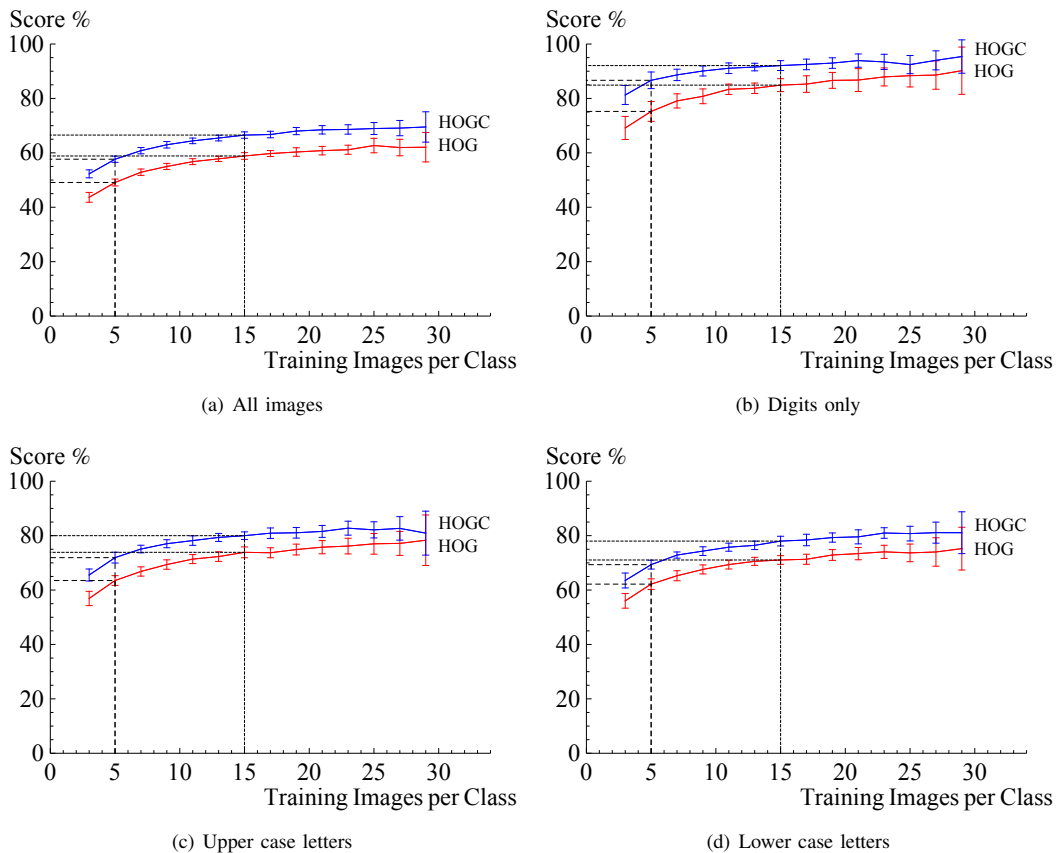 Score %
100
80
60
40
20
0
0 5 10 15 20 25 30
Training Images per Class
HOGC
HOG
(a) All images
Score %
100
80
60
40
20
0
0 5 10 15 20 25 30
Training Images per Class
HOGC
HOG
(b) Digits only
Score %
100
80
60
40
20
0
0 5 10 15 20 25 30
Training Images per Class
HOGC
HOG
(c) Upper case letters
Score %
100
80
60
40
20
0
0 5 10 15 20 25 30
Training Images per Class
HOGC
HOG
(d) Lower case letters